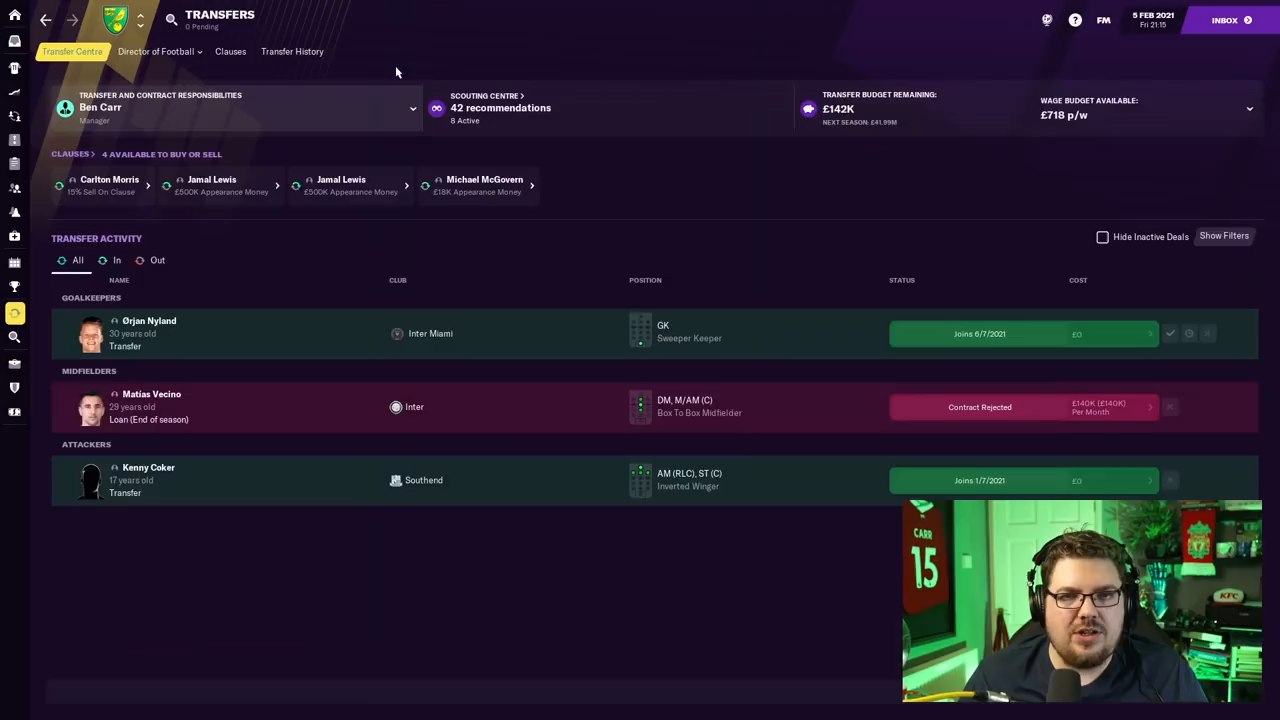 TRANSFERS
0 Pending
FM
5 FEB 2021
Fri 21:15
INBOX
Transfer Centre
Director of Football
Clauses
Transfer History
TRANSFER AND CONTRACT RESPONSIBILITIES
Ben Carr
Manager
SCOUTING CENTRE >
42 recommendations
8 Active
TRANSFER BUDGET REMAINING:
£142K
NEXT SEASON: £41.99M
WAGE BUDGET AVAILABLE:
£718 p/w
CLAUSES > 4 AVAILABLE TO BUY OR SELL
Carlton Morris
15% Sell On Clause
Jamal Lewis
£500K Appearance Money
Jamal Lewis
£500K Appearance Money
Michael McGovern
£18K Appearance Money
TRANSFER ACTIVITY
Hide Inactive Deals
Show Filters
All
In
Out
NAME
CLUB
POSITION
STATUS
COST
GOALKEEPERS
Ørjan Nyland
30 years old
Transfer
Inter Miami
GK
Sweeper Keeper
Joins 6/7/2021
£0
MIDFIELDERS
Matías Vecino
29 years old
Loan (End of season)
Inter
DM, M/AM (C)
Box To Box Midfielder
Contract Rejected
£140K (£140K)
Per Month
ATTACKERS
Kenny Coker
17 years old
Transfer
Southend
AM (RLC), ST (C)
Inverted Winger
Joins 1/7/2021
£0
CARR
15
KFC